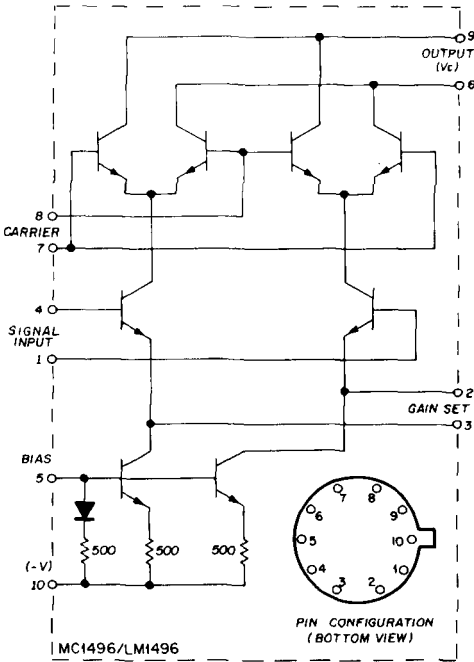 9
OUTPUT
(Vc)
6
8
CARRIER
7
4
SIGNAL
INPUT
1
2
GAIN SET
3
BIAS
5
500
500
500
(-V)
10
7
8
6
9
5
10
4
1
3
2
PIN CONFIGURATION
(BOTTOM VIEW)
MC1496/LM1496